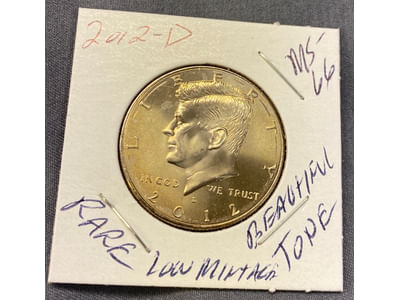 2012-D
MS-
66
LIBERTY
IN GOD WE TRUST
D
2012
RARE
LOW MINTAGE
BEAUTIFUL
TONE